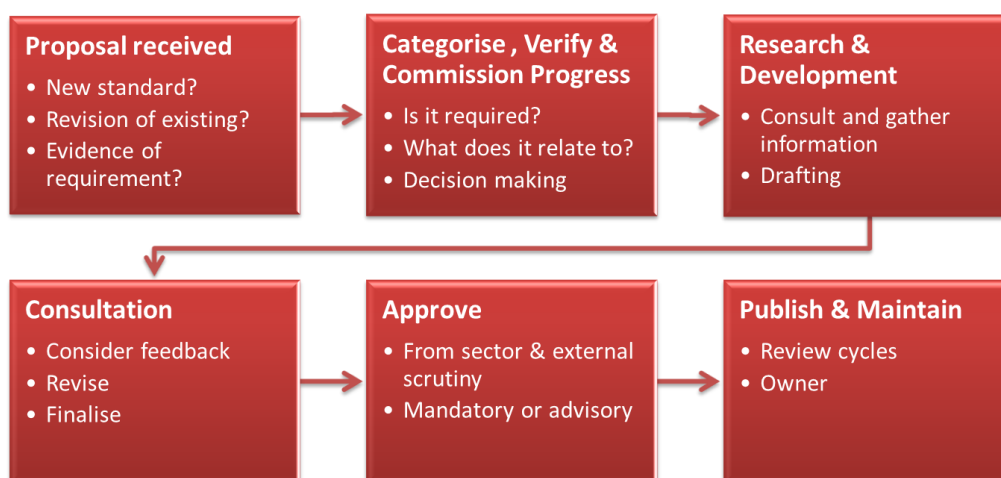 Proposal received
• New standard?
• Revision of existing?
• Evidence of
requirement?
Categorise , Verify &
Commission Progress
• Is it required?
• What does it relate to?
• Decision making
Research &
Development
• Consult and gather
information
• Drafting
Consultation
• Consider feedback
• Revise
• Finalise
Approve
• From sector & external
scrutiny
• Mandatory or advisory
Publish & Maintain
• Review cycles
• Owner